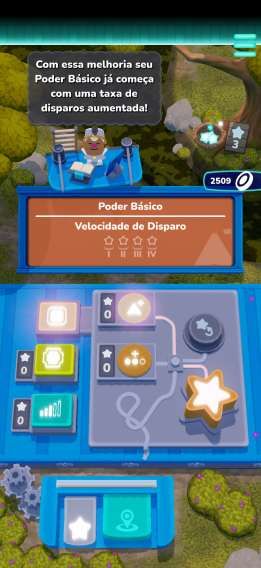 Com essa melhoria seu
Poder Básico já começa
com uma taxa de
disparos aumentada!
3
2509
Poder Básico
Velocidade de Disparo
I II III IV
0
0
0
0